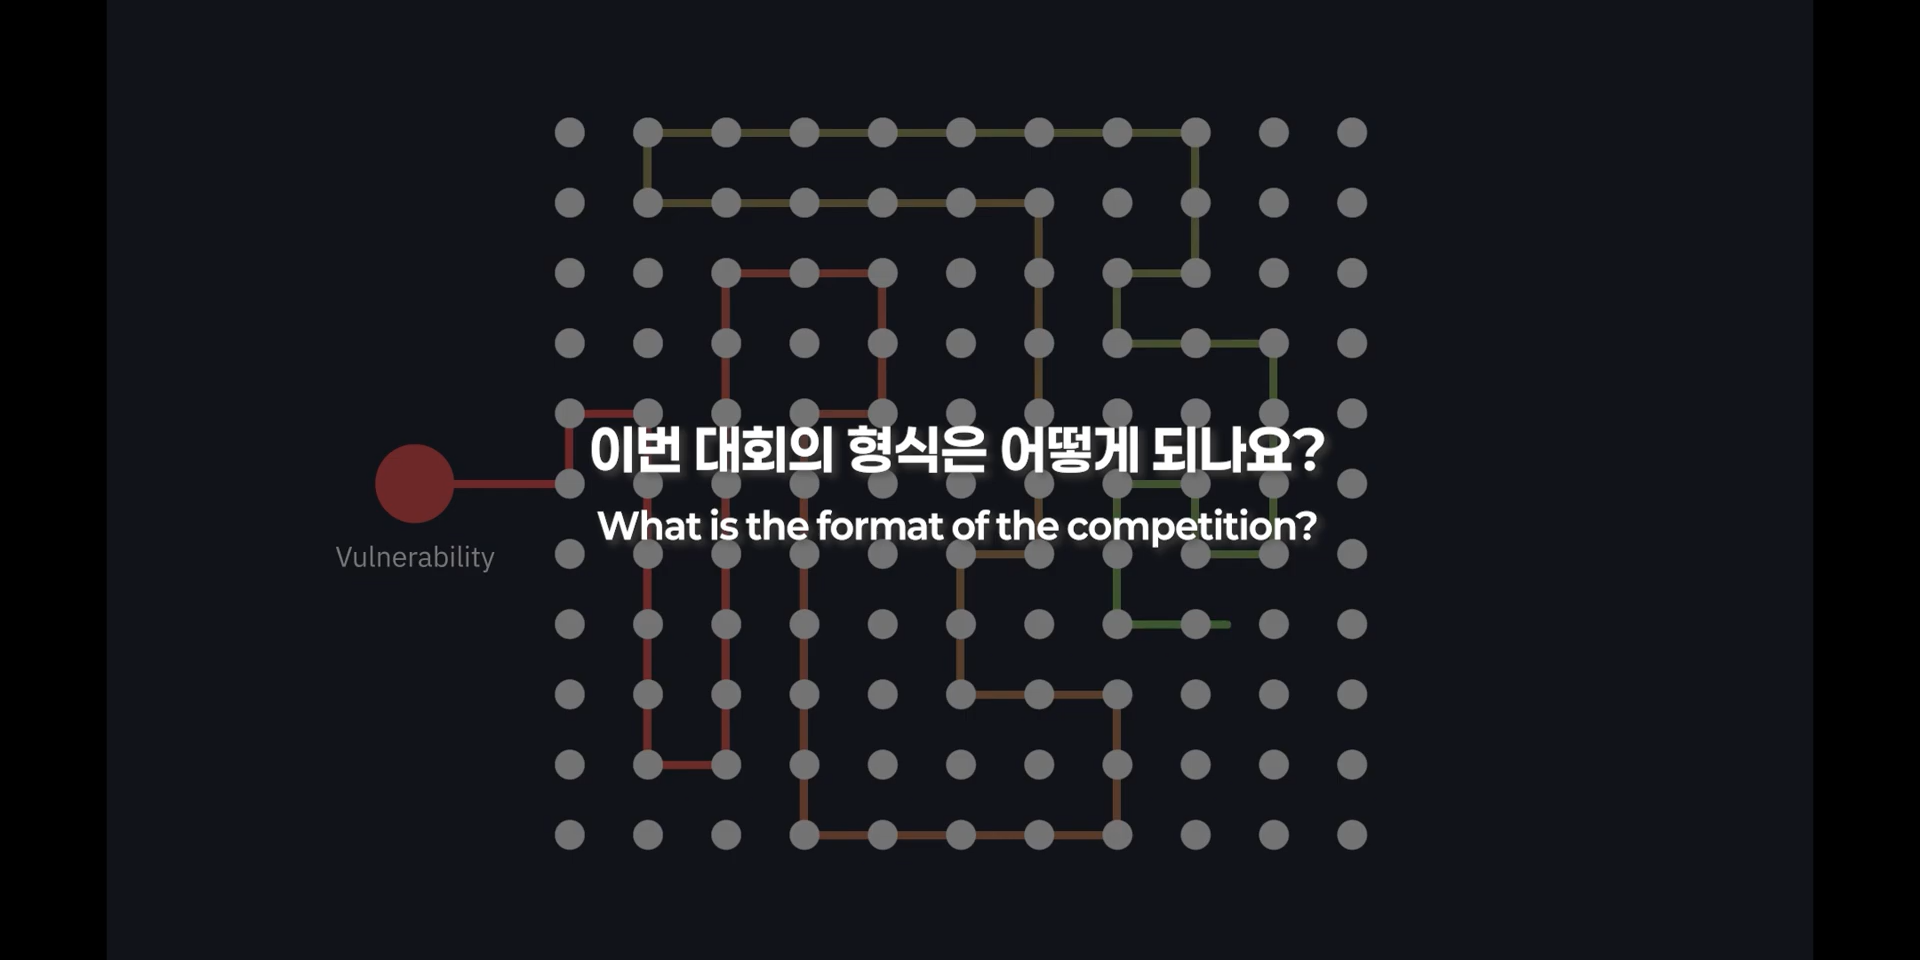 이번 대회의 형식은 어떻게 되나요?
What is the format of the competition?
Vulnerability